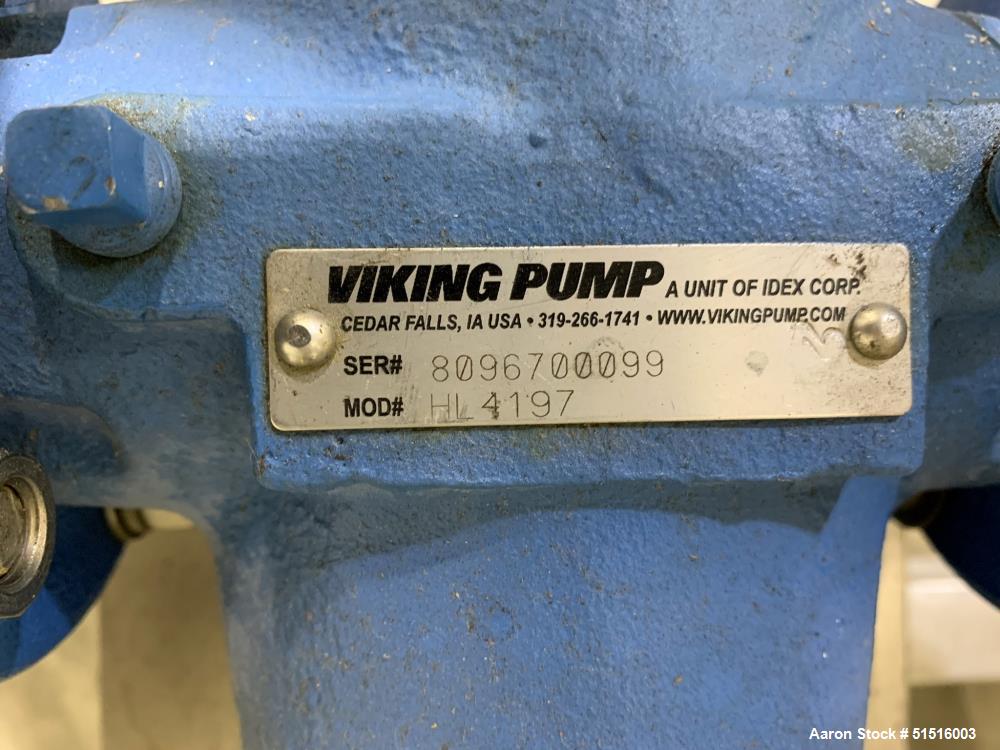 VIKING PUMP A UNIT OF IDEX CORP.
CEDAR FALLS, IA USA • 319-266-1741 • WWW.VIKINGPUMP.COM
SER# 8096700099
MOD# HL4197
Aaron Stock # 51516003